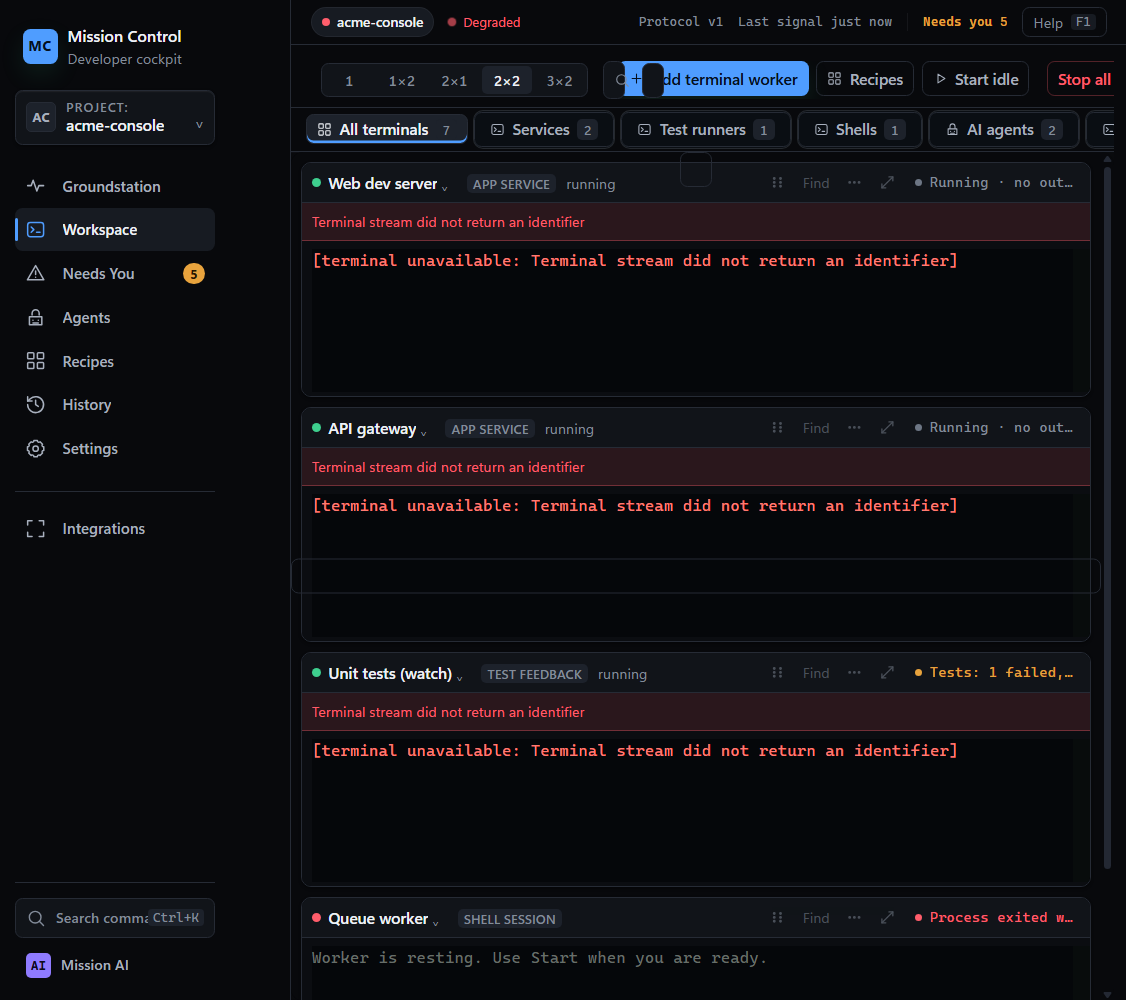 MC
Mission Control
Developer cockpit
AC
PROJECT:
acme-console
Groundstation
Workspace
Needs You 5
Agents
Recipes
History
Settings
Integrations
Search comma Ctrl+K
AI Mission AI
acme-console Degraded Protocol v1 Last signal just now Needs you 5 Help F1
1 1×2 2×1 2×2 3×2 dd terminal worker Recipes Start idle Stop all
All terminals 7 Services 2 Test runners 1 Shells 1 AI agents 2
Web dev server APP SERVICE running Find ··· Running · no out…
Terminal stream did not return an identifier
[terminal unavailable: Terminal stream did not return an identifier]
API gateway APP SERVICE running Find ··· Running · no out…
Terminal stream did not return an identifier
[terminal unavailable: Terminal stream did not return an identifier]
Unit tests (watch) TEST FEEDBACK running Find ··· Tests: 1 failed,…
Terminal stream did not return an identifier
[terminal unavailable: Terminal stream did not return an identifier]
Queue worker SHELL SESSION Find ··· Process exited w…
Worker is resting. Use Start when you are ready.